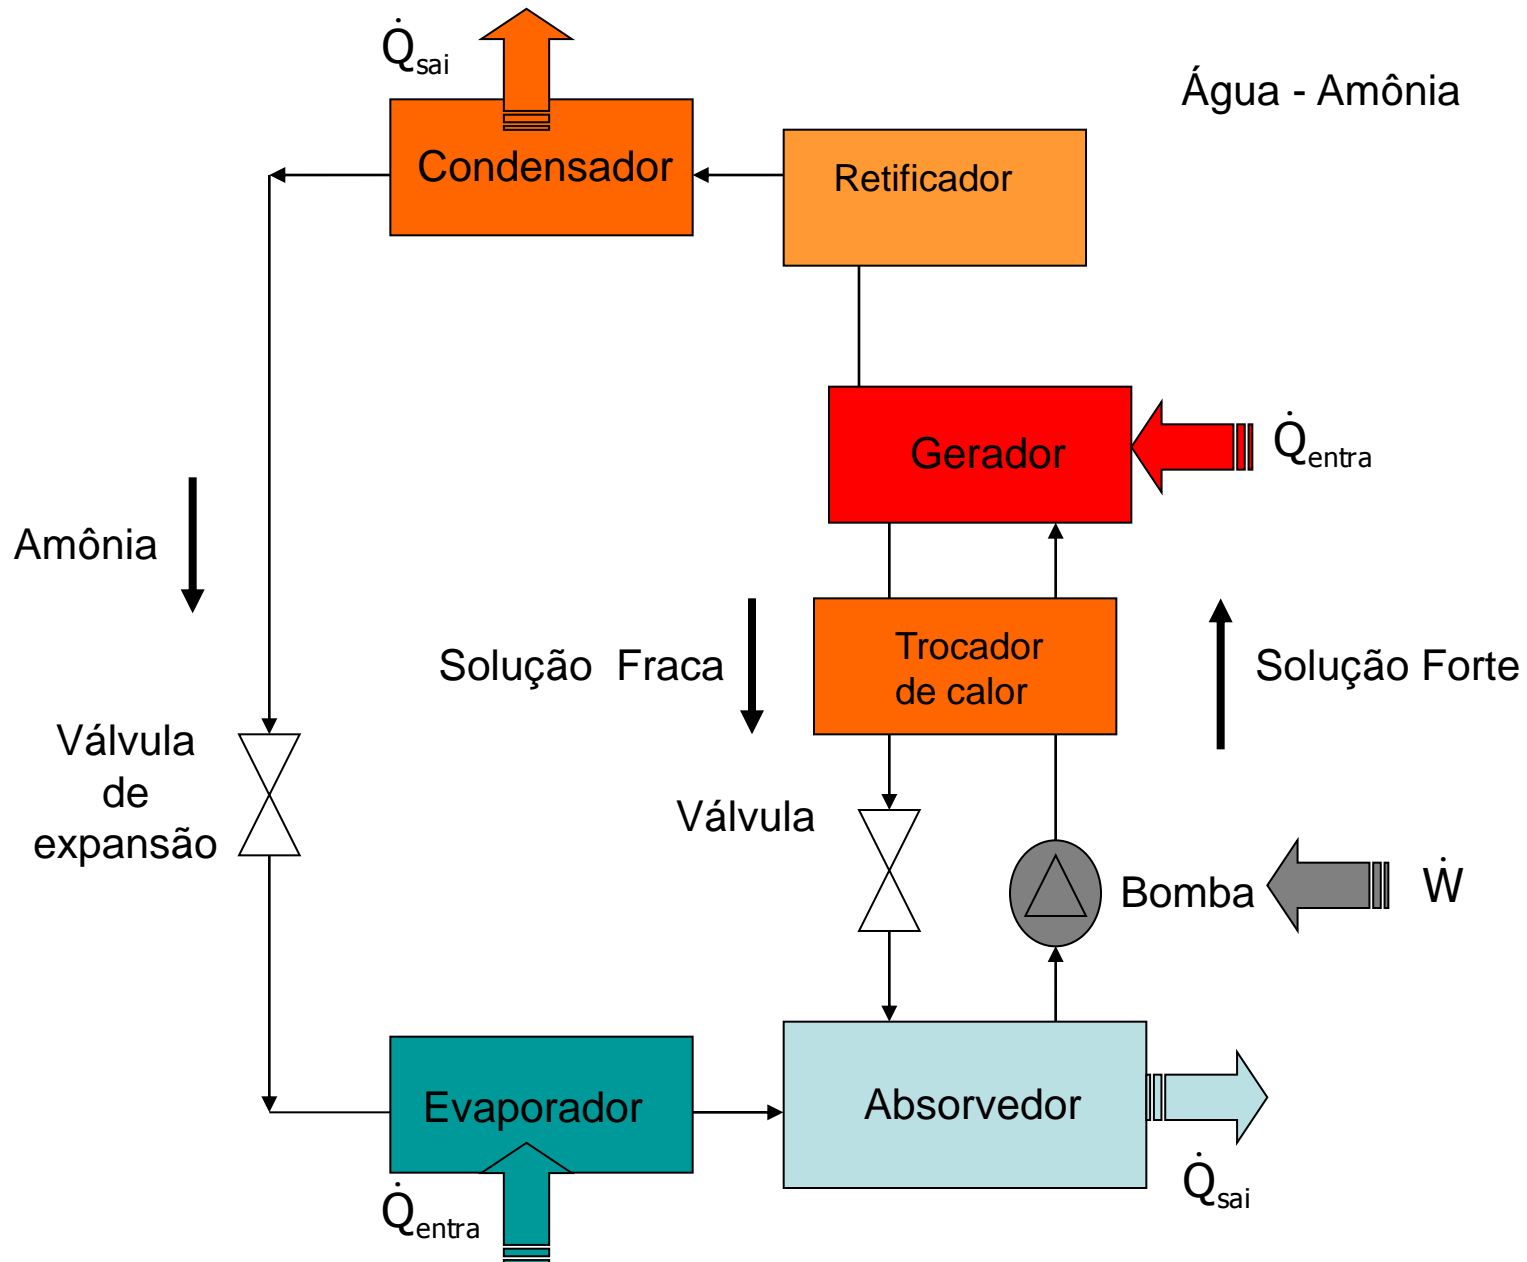 Q̇sai
Água - Amônia
Condensador
Retificador
Gerador
Q̇entra
Amônia
Solução Fraca
Trocador
de calor
Solução Forte
Válvula
de
expansão
Válvula
Bomba
Ẇ
Evaporador
Absorvedor
Q̇entra
Q̇sai